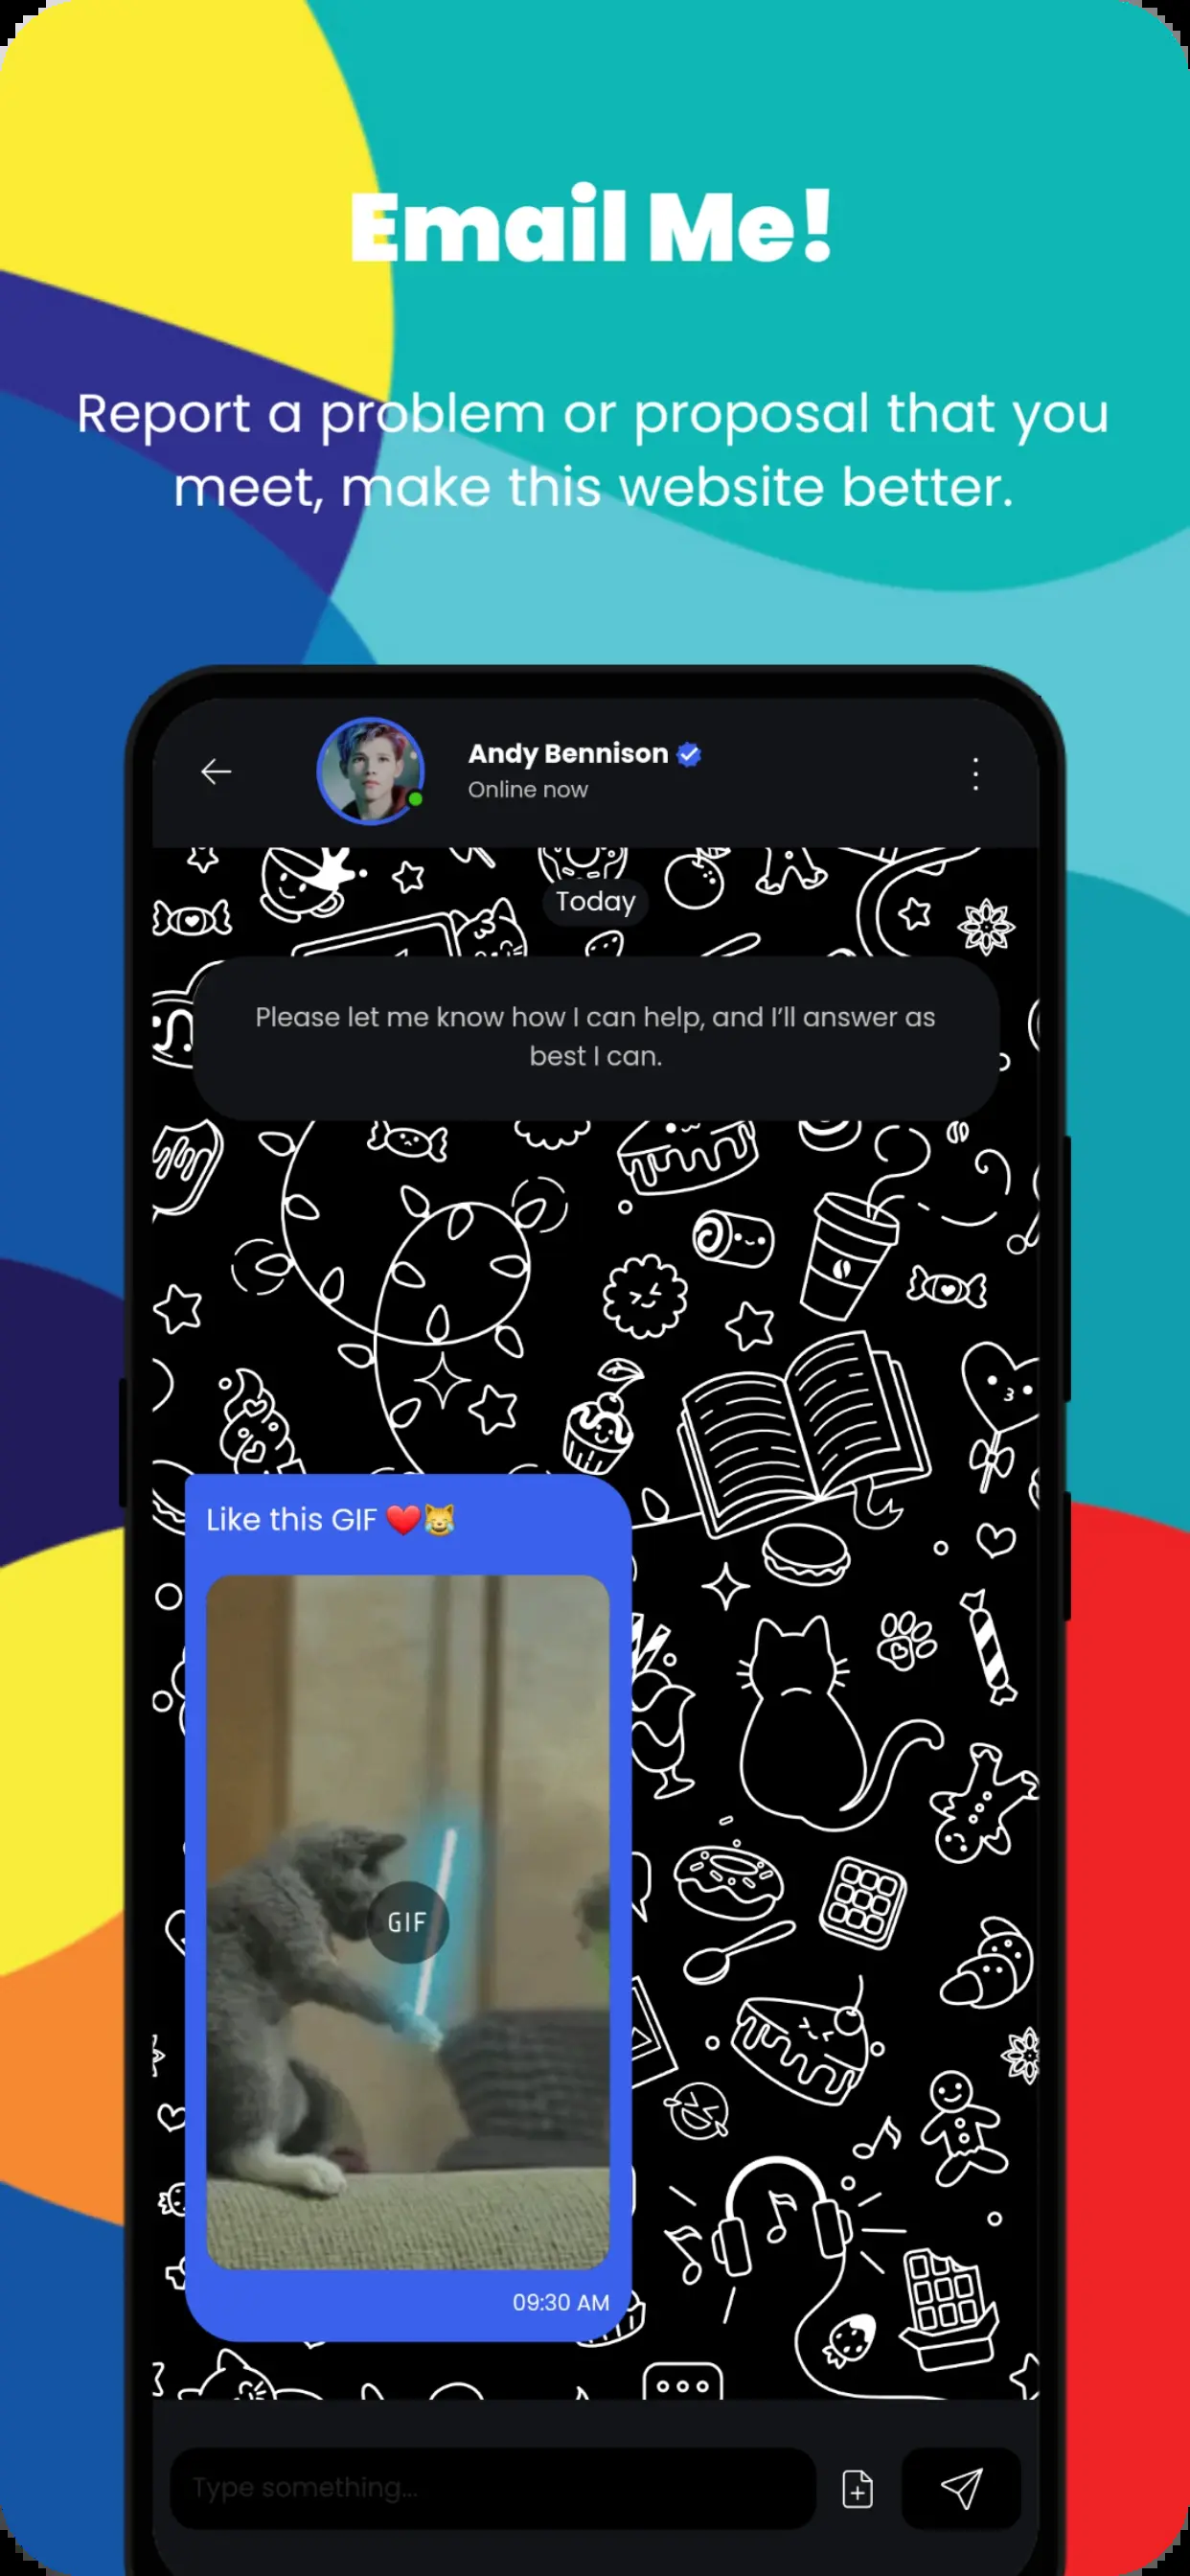 Email Me!
Report a problem or proposal that you
meet, make this website better.
Andy Bennison
Online now
Today
Please let me know how I can help, and I’ll answer as
best I can.
Like this GIF ❤️😹
GIF
09:30 AM
Type something...